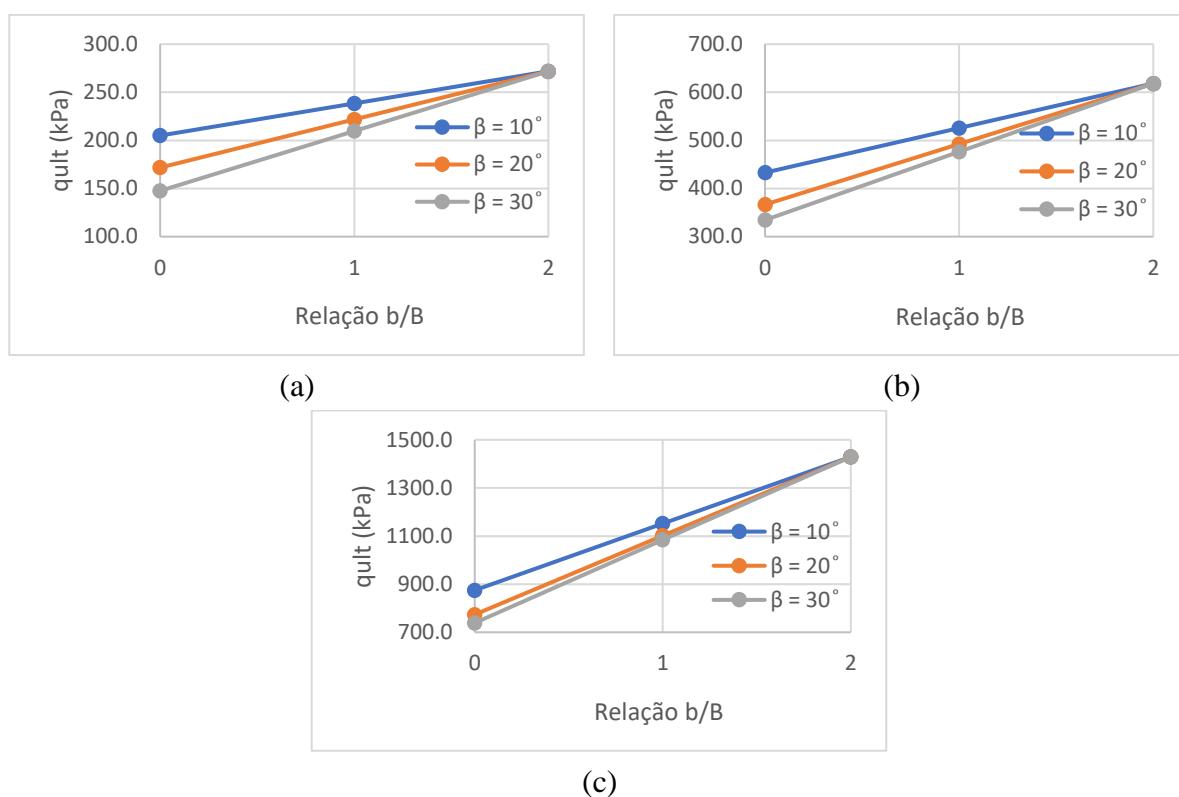 300.0
250.0
200.0
150.0
100.0
qult (kPa)
0
1
2
Relação b/B
β = 10°
β = 20°
β = 30°
(a)
700.0
600.0
500.0
400.0
300.0
qult (kPa)
0
1
2
Relação b/B
β = 10°
β = 20°
β = 30°
(b)
1500.0
1300.0
1100.0
900.0
700.0
qult (kPa)
0
1
2
Relação b/B
β = 10°
β = 20°
β = 30°
(c)